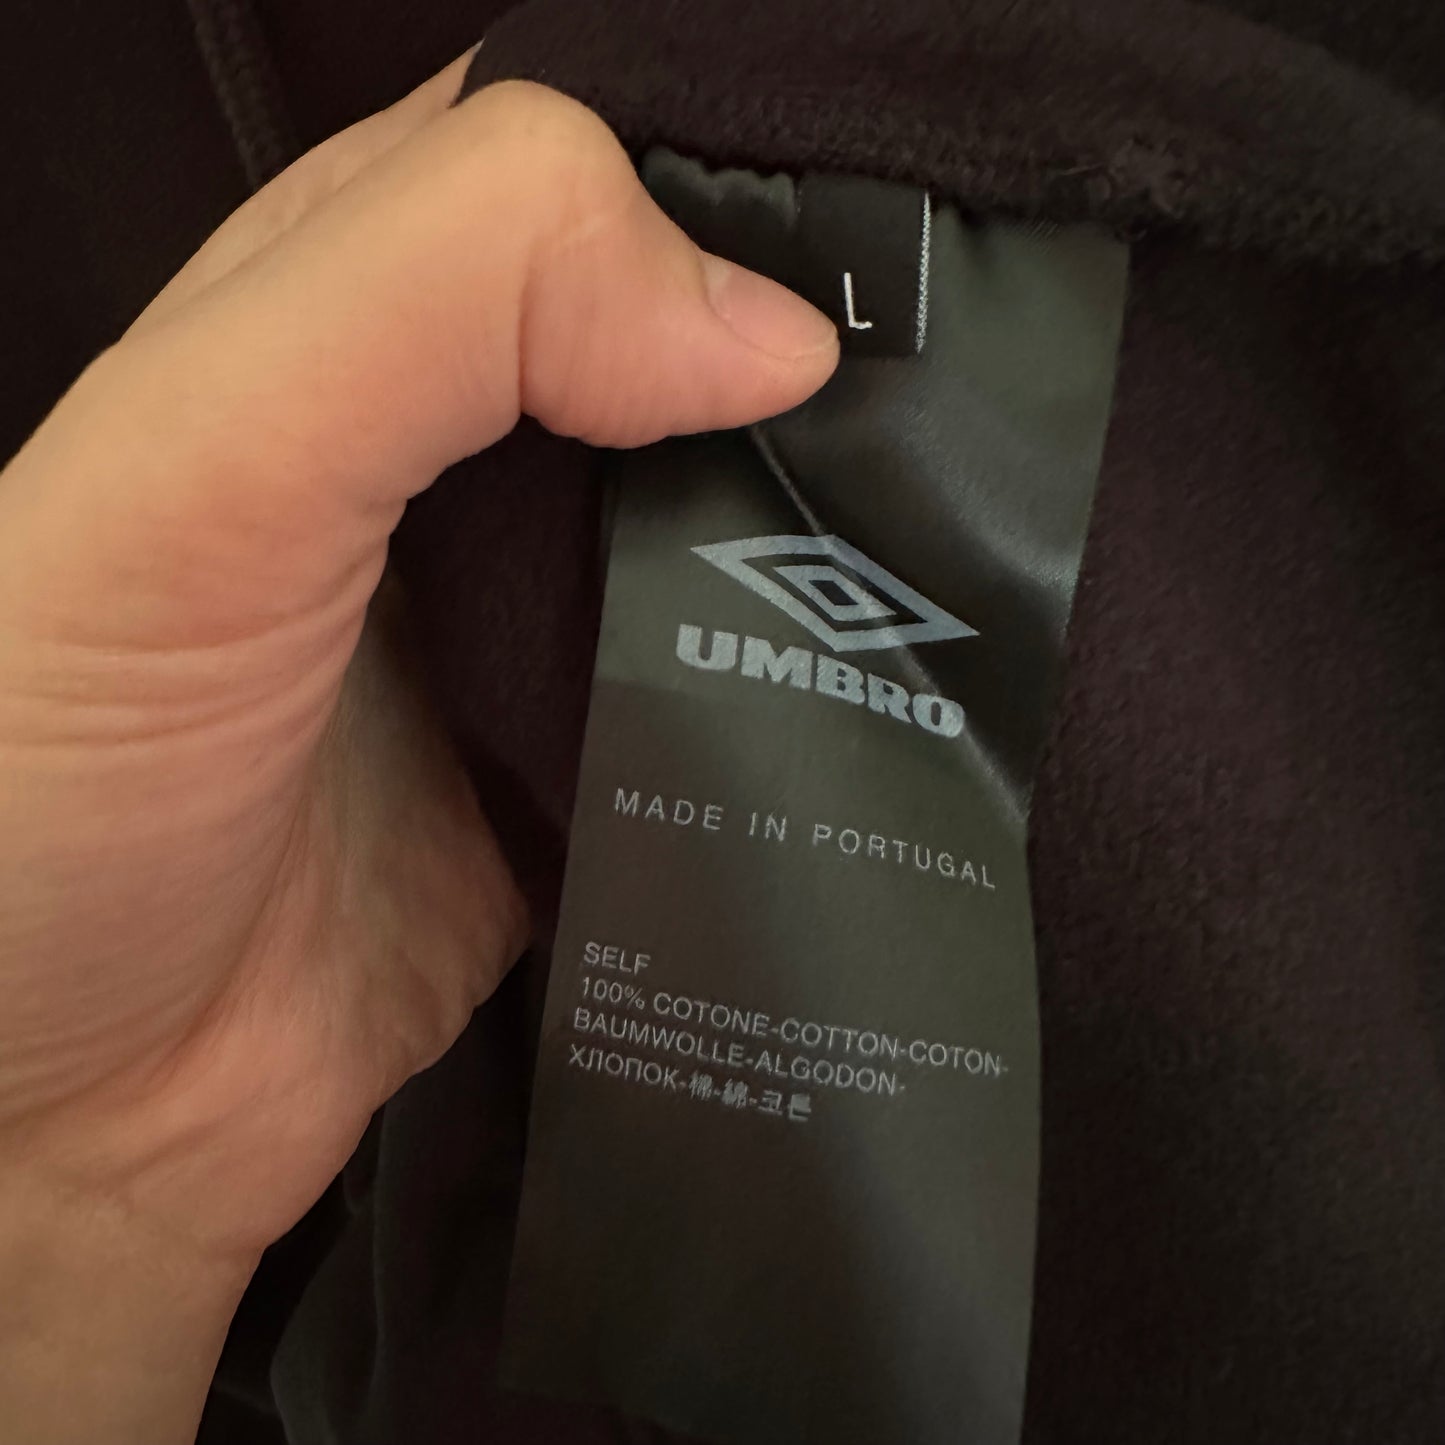 L
UMBRO
MADE IN PORTUGAL
SELF
100% COTONE-COTTON-COTON-
BAUMWOLLE-ALGODON-
ХЛОПОК-棉-綿-코튼